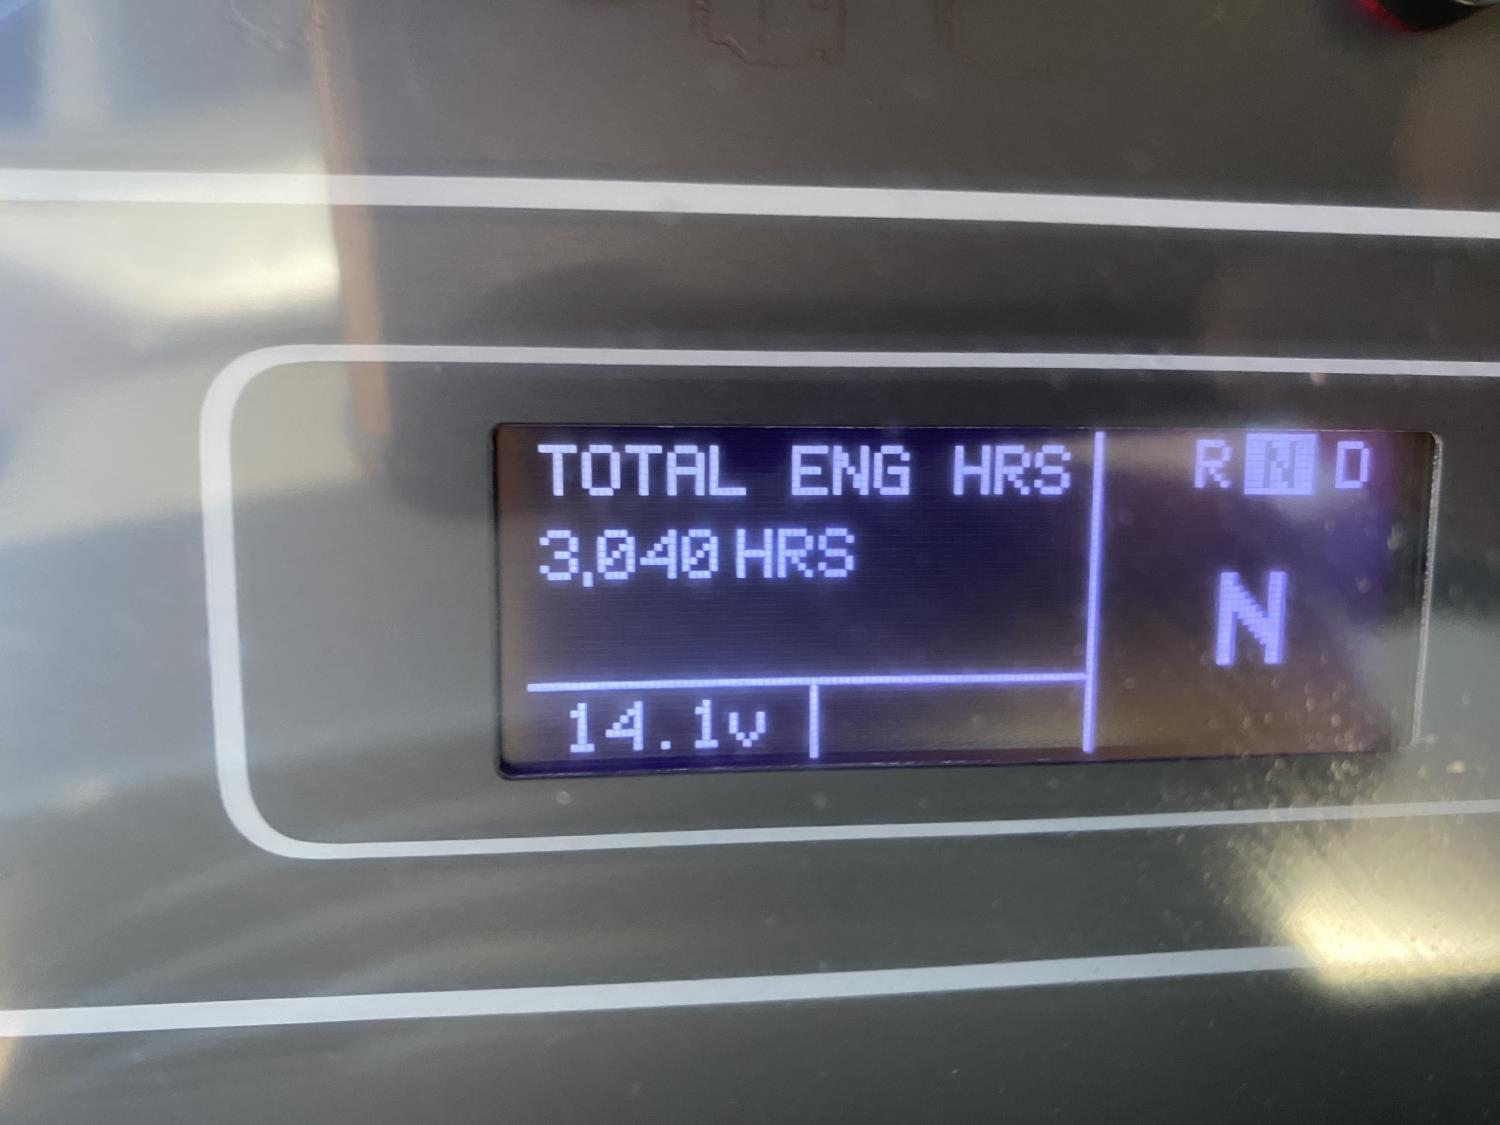 TOTAL ENG HRS
3,040 HRS
14.1v
R N D
N